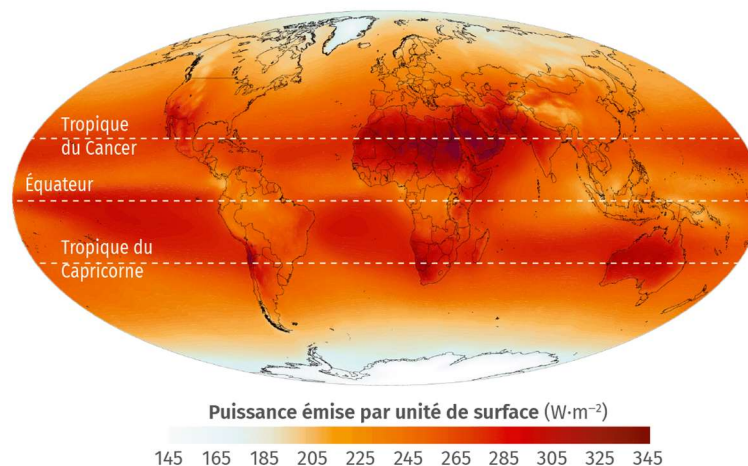 Tropique
du Cancer
Équateur
Tropique du
Capricorne
Puissance émise par unité de surface (W·m⁻²)
145 165 185 205 225 245 265 285 305 325 345